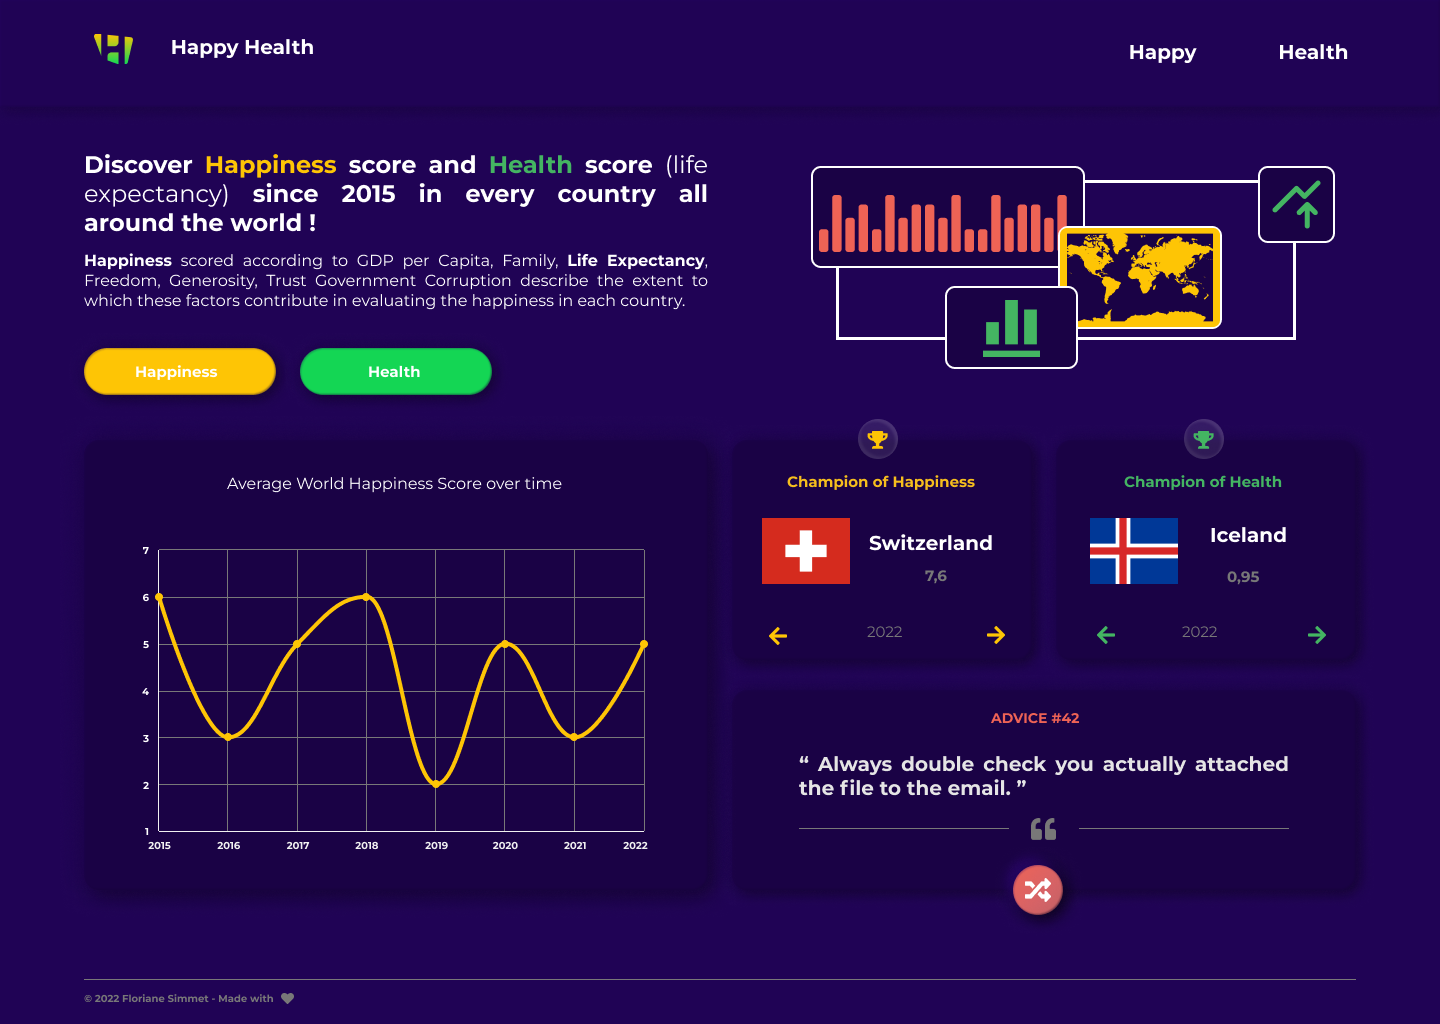 Happy Health
Happy
Health
Discover Happiness score and Health score (life
expectancy) since 2015 in every country all
around the world !
Happiness scored according to GDP per Capita, Family, Life Expectancy,
Freedom, Generosity, Trust Government Corruption describe the extent to
which these factors contribute in evaluating the happiness in each country.
Happiness
Health
Average World Happiness Score over time
7
6
5
4
3
2
1
2015
2016
2017
2018
2019
2020
2021
2022
Champion of Happiness
Switzerland
7,6
2022
Champion of Health
Iceland
0,95
2022
ADVICE #42
“ Always double check you actually attached
the file to the email. ”
© 2022 Floriane Simmet - Made with